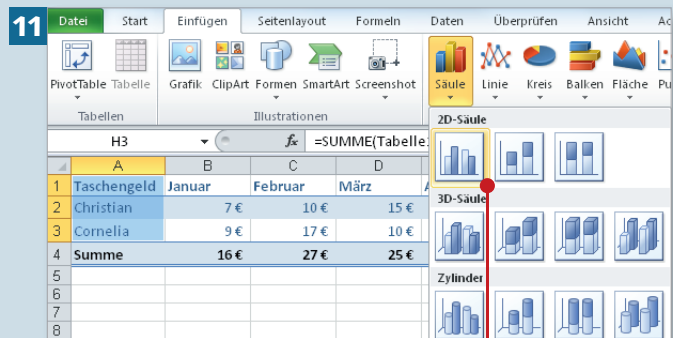 11
Datei Start Einfügen Seitenlayout Formeln Daten Überprüfen Ansicht
PivotTable Tabelle Grafik ClipArt Formen SmartArt Screenshot Säule Linie Kreis Balken Fläche
Tabellen Illustrationen
2D-Säule
H3 fx =SUMME(Tabelle
A B C D
1 Taschengeld Januar Februar März
2 Christian 7 € 10 € 15 €
3D-Säule
3 Cornelia 9 € 17 € 10 €
4 Summe 16 € 27 € 25 €
Zylinder
5
6
7
8